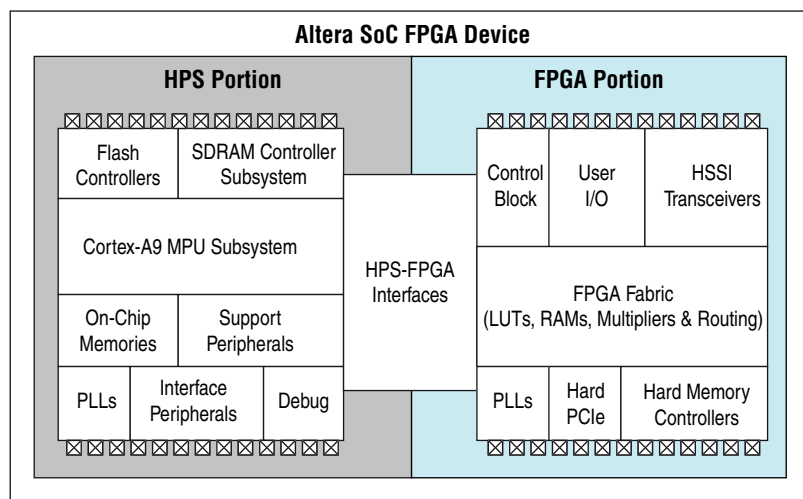 Altera SoC FPGA Device
HPS Portion
FPGA Portion
Flash
Controllers
SDRAM Controller
Subsystem
Cortex-A9 MPU Subsystem
On-Chip
Memories
Support
Peripherals
PLLs
Interface
Peripherals
Debug
HPS-FPGA
Interfaces
Control
Block
User
I/O
HSSI
Transceivers
FPGA Fabric
(LUTs, RAMs, Multipliers & Routing)
PLLs
Hard
PCIe
Hard Memory
Controllers